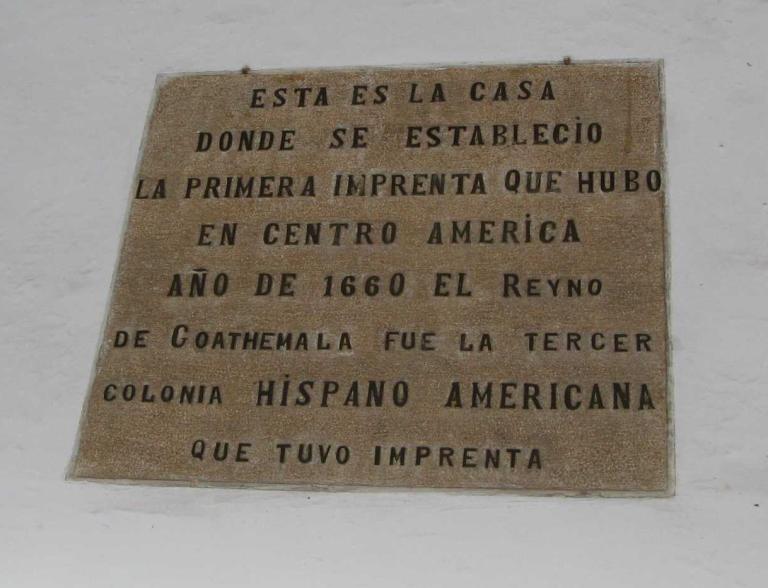 ESTA ES LA CASA
DONDE SE ESTABLECIO
LA PRIMERA IMPRENTA QUE HUBO
EN CENTRO AMERICA
AÑO DE 1660 EL REYNO
DE GOATHEMALA FUE LA TERCER
COLONIA HISPANO AMERICANA
QUE TUVO IMPRENTA